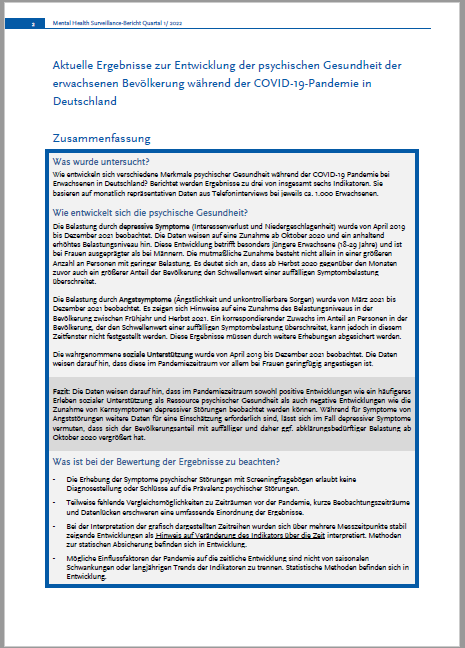 2 Mental Health Surveillance-Bericht Quartal 1/ 2022
Aktuelle Ergebnisse zur Entwicklung der psychischen Gesundheit der
erwachsenen Bevölkerung während der COVID-19-Pandemie in
Deutschland
Zusammenfassung
Was wurde untersucht?
Wie entwickeln sich verschiedene Merkmale psychischer Gesundheit während der COVID-19 Pandemie bei
Erwachsenen in Deutschland? Berichtet werden Ergebnisse zu drei von insgesamt sechs Indikatoren. Sie
basieren auf monatlich repräsentativen Daten aus Telefoninterviews bei jeweils ca. 1.000 Erwachsenen.
Wie entwickelt sich die psychische Gesundheit?
Die Belastung durch depressive Symptome (Interessenverlust und Niedergeschlagenheit) wurde von April 2019
bis Dezember 2021 beobachtet. Die Daten weisen auf eine Zunahme ab Oktober 2020 und ein anhaltend
erhöhtes Belastungsniveau hin. Diese Entwicklung betrifft besonders jüngere Erwachsene (18-29 Jahre) und ist
bei Frauen ausgeprägter als bei Männern. Die mutmaßliche Zunahme besteht nicht allein in einer größeren
Anzahl an Personen mit geringer Belastung. Es deutet sich an, dass ab Herbst 2020 gegenüber den Monaten
zuvor auch ein größerer Anteil der Bevölkerung den Schwellenwert einer auffälligen Symptombelastung
überschreitet.
Die Belastung durch Angstsymptome (Ängstlichkeit und unkontrollierbare Sorgen) wurde von März 2021 bis
Dezember 2021 beobachtet. Es zeigen sich Hinweise auf eine Zunahme des Belastungsniveaus in der
Bevölkerung zwischen Frühjahr und Herbst 2021. Ein korrespondierender Zuwachs im Anteil an Personen in der
Bevölkerung, der den Schwellenwert einer auffälligen Symptombelastung überschreitet, kann jedoch in diesem
Zeitfenster nicht festgestellt werden. Diese Ergebnisse müssen durch weitere Erhebungen abgesichert werden.
Die wahrgenommene soziale Unterstützung wurde von April 2019 bis Dezember 2021 beobachtet. Die Daten
weisen darauf hin, dass diese im Pandemiezeitraum vor allem bei Frauen geringfügig angestiegen ist.
Fazit: Die Daten weisen darauf hin, dass im Pandemiezeitraum sowohl positive Entwicklungen wie ein häufigeres
Erleben sozialer Unterstützung als Ressource psychischer Gesundheit als auch negative Entwicklungen wie die
Zunahme von Kernsymptomen depressiver Störungen beobachtet werden können. Während für Symptome von
Angststörungen weitere Daten für eine Einschätzung erforderlich sind, lässt sich im Fall depressiver Symptome
vermuten, dass sich der Bevölkerungsanteil mit auffälliger und daher ggf. abklärungsbedürftiger Belastung ab
Oktober 2020 vergrößert hat.
Was ist bei der Bewertung der Ergebnisse zu beachten?
- Die Erhebung der Symptome psychischer Störungen mit Screeningfragebögen erlaubt keine
Diagnosestellung oder Schlüsse auf die Prävalenz psychischer Störungen.
- Teilweise fehlende Vergleichsmöglichkeiten zu Zeiträumen vor der Pandemie, kurze Beobachtungszeiträume
und Datenlücken erschweren eine umfassende Einordnung der Ergebnisse.
- Bei der Interpretation der grafisch dargestellten Zeitreihen wurden sich über mehrere Messzeitpunkte stabil
zeigende Entwicklungen als Hinweis auf Veränderung des Indikators über die Zeit interpretiert. Methoden
zur statischen Absicherung befinden sich in Entwicklung.
- Mögliche Einflussfaktoren der Pandemie auf die zeitliche Entwicklung sind nicht von saisonalen
Schwankungen oder langjährigen Trends der Indikatoren zu trennen. Statistische Methoden befinden sich in
Entwicklung.